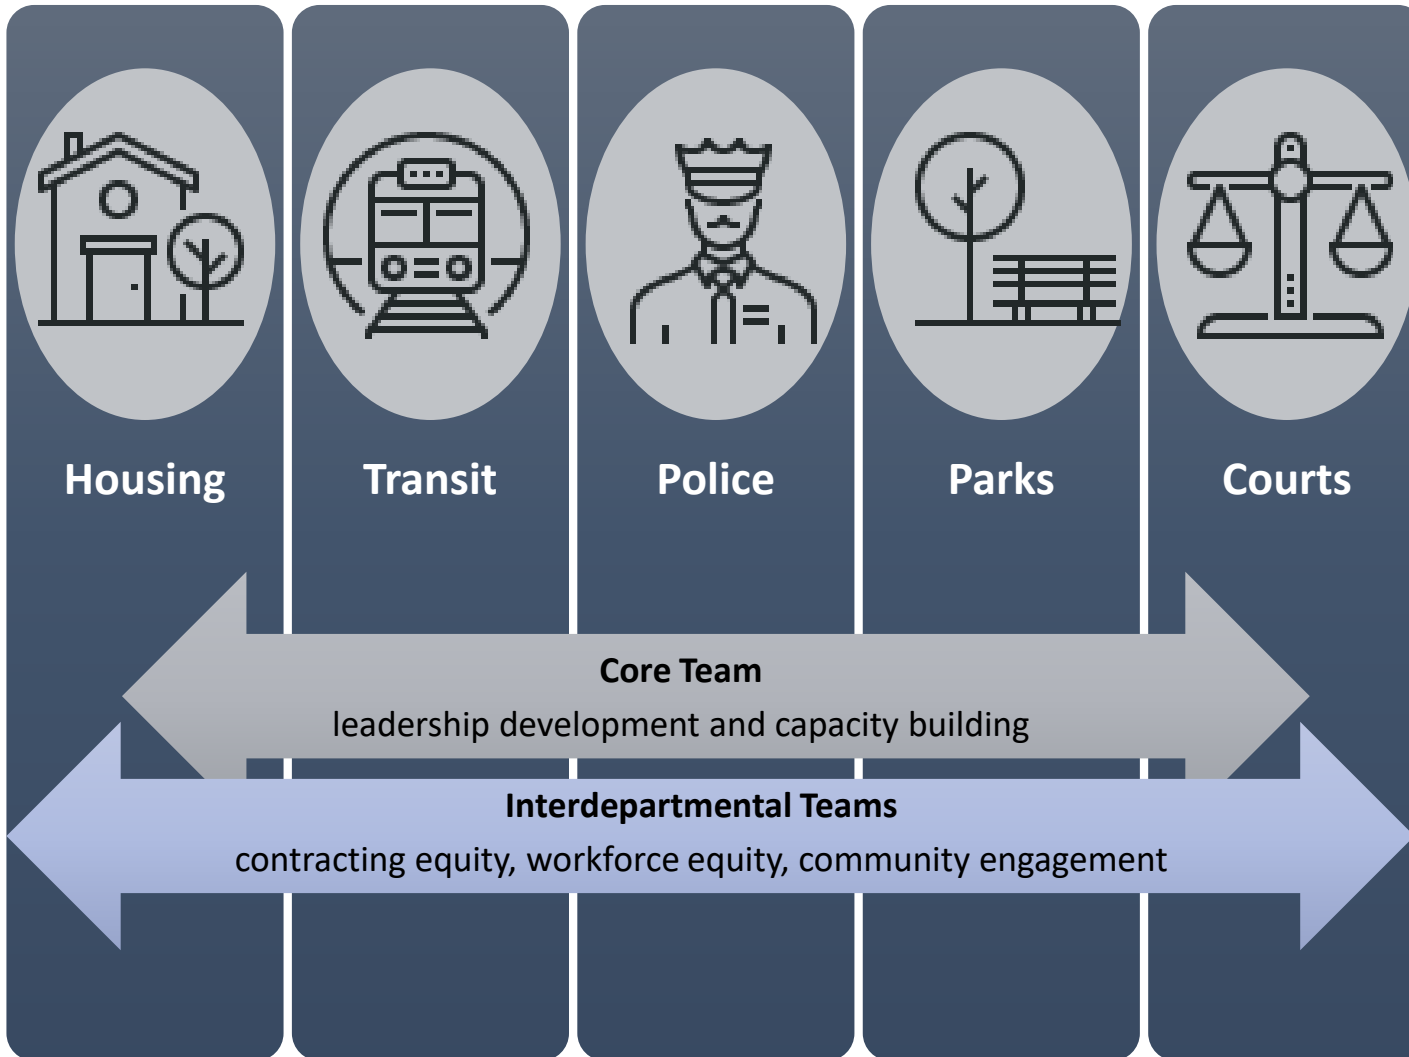 Housing
Transit
Police
Parks
Courts
Core Team
leadership development and capacity building
Interdepartmental Teams
contracting equity, workforce equity, community engagement